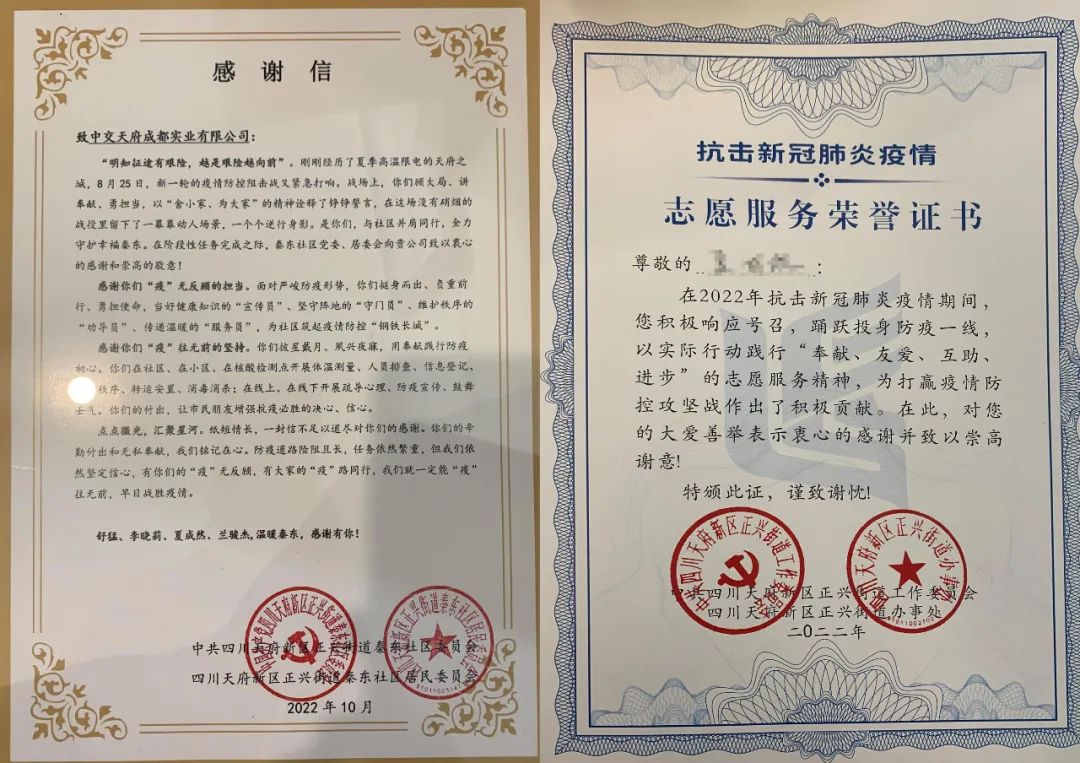 感谢信
致中交天府成都实业有限公司：
“明知征途有艰险，越是艰险越向前”。刚刚经历了夏季高温限电的天府之
城，8月25日，新一轮的疫情防控阻击战又紧急打响。战场上，你们顾大局、讲
奉献、勇担当，以“舍小家、为大家”的精神诠释了铮铮誓言，在这场没有硝烟的
战役里留下了一幕幕动人场景，一个个逆行身影。是你们，与社区并肩同行，全力
守护幸福秦东。在阶段性任务完成之际，秦东社区党委、居委会向贵公司致以衷心
的感谢和崇高的敬意！
感谢你们“疫”无反顾的担当。面对严峻防疫形势，你们挺身而出、负重前
行、勇担使命，当好健康知识的“宣传员”、坚守阵地的“守门员”、维护秩序的
“劝导员”、传递温暖的“服务员”，为社区筑起疫情防控“钢铁长城”。
感谢你们“疫”往无前的坚持。你们披星戴月、夙兴夜寐，用奉献践行防疫
初心。你们在社区、在小区、在核酸检测点开展体温测量、人员排查、信息登记、
秩序、转运安置、消毒消杀；在线上、在线下开展疏导心理、防疫宣传、鼓舞
士气。你们的付出，让市民朋友增强抗疫必胜的决心、信心。
点点微光，汇聚星河。纸短情长，一封信不足以道尽对你们的感谢。你们的辛
勤付出和无私奉献，我们铭记在心。防疫道路险阻且长，任务依然繁重，但我们依
然坚定信心，有你们的“疫”无反顾，有大家的“疫”路同行，我们就一定能“疫”
往无前，早日战胜疫情。
舒猛、李晓莉、夏成然、兰骏杰,温暖秦东，感谢有你！
中共四川天府新区正兴街道秦东社区委员会
四川天府新区正兴街道秦东社区居民委员会
2022年10月
抗击新冠肺炎疫情
志愿服务荣誉证书
尊敬的：
在2022年抗击新冠肺炎疫情期间，
您积极响应号召，踊跃投身防疫一线，
以实际行动践行“奉献、友爱、互助、
进步”的志愿服务精神，为打赢疫情防
控攻坚战作出了积极贡献。在此，对您
的大爱善举表示衷心的感谢并致以崇高
谢意!
特颁此证，谨致谢忱!
中共四川天府新区正兴街道工作委员会
四川天府新区正兴街道办事处
二〇二二年